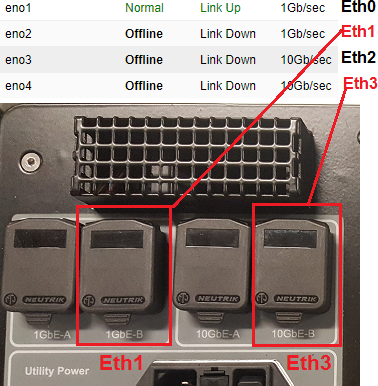 eno1 Normal Link Up 1Gb/sec Eth0
eno2 Offline Link Down 1Gb/sec Eth1
eno3 Offline Link Down 10Gb/sec Eth2
eno4 Offline Link Down 10Gb/sec Eth3
NEUTRIK NEUTRIK NEUTRIK NEUTRIK
1GbE-A 1GbE-B 10GbE-A 10GbE-B
Utility Power Eth1 Eth3